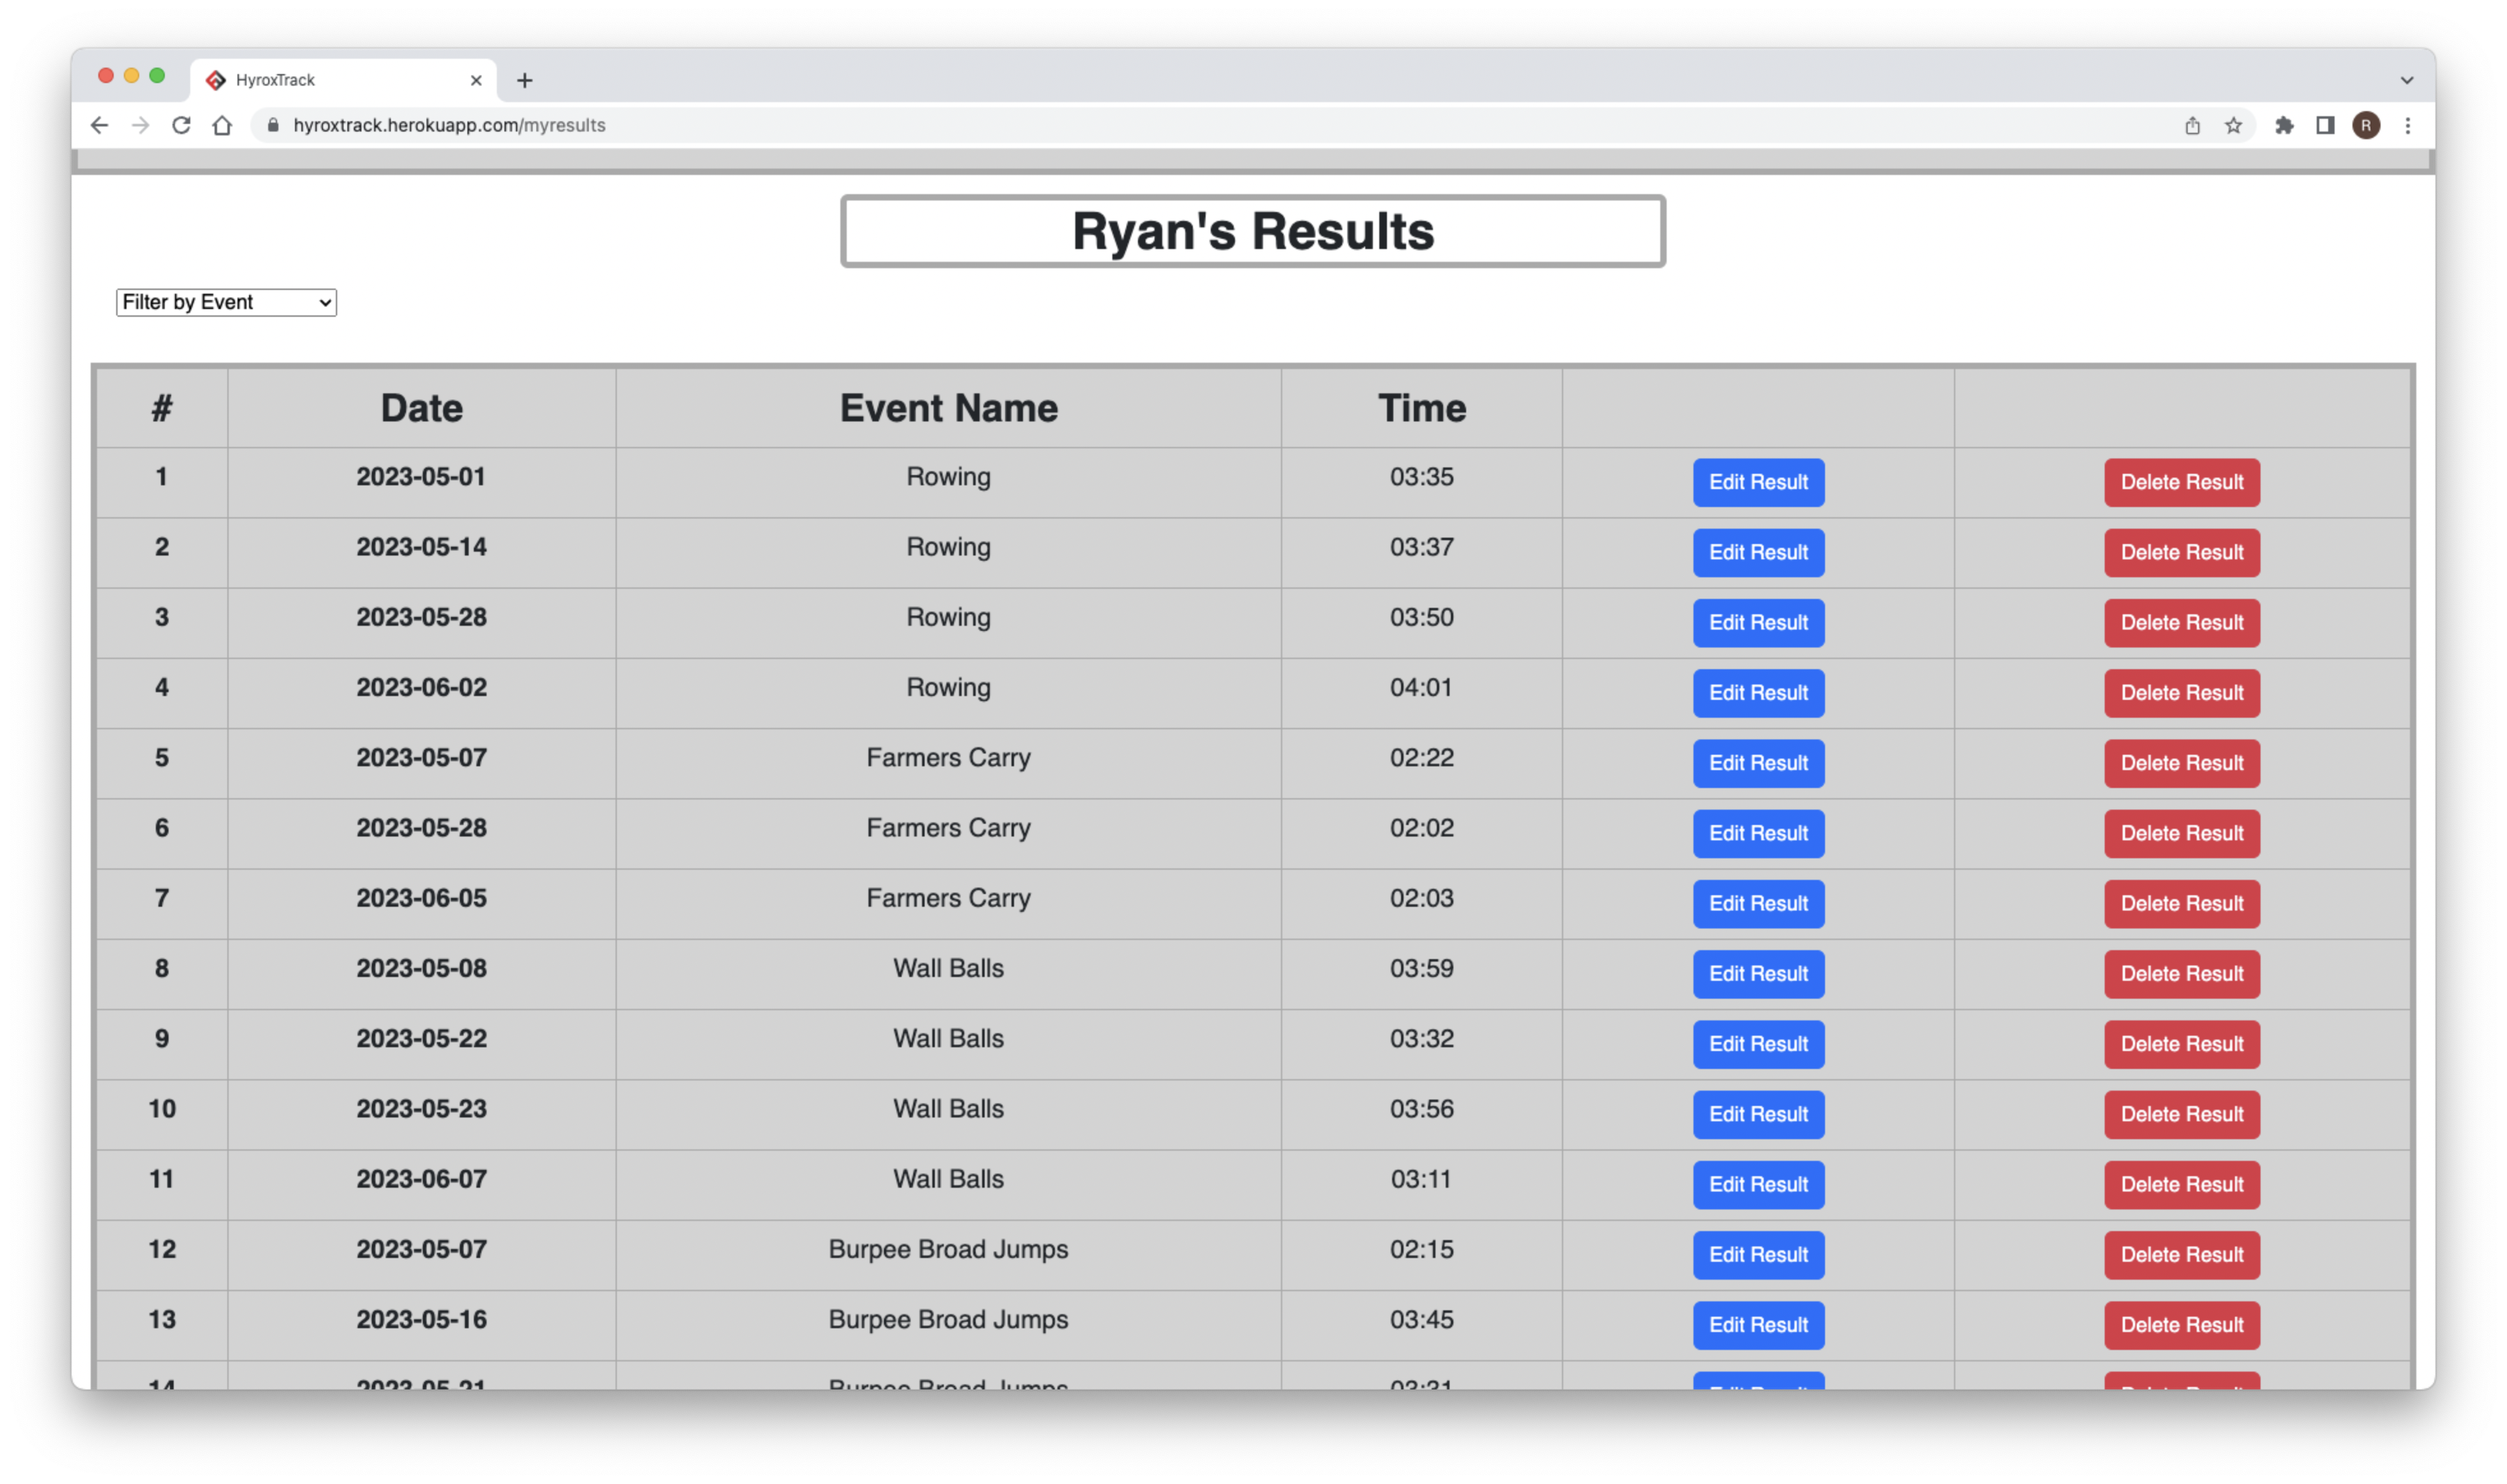 HyroxTrack
hyroxtrack.herokuapp.com/myresults
R
Ryan's Results
Filter by Event
# Date Event Name Time
1 2023-05-01 Rowing 03:35 Edit Result Delete Result
2 2023-05-14 Rowing 03:37 Edit Result Delete Result
3 2023-05-28 Rowing 03:50 Edit Result Delete Result
4 2023-06-02 Rowing 04:01 Edit Result Delete Result
5 2023-05-07 Farmers Carry 02:22 Edit Result Delete Result
6 2023-05-28 Farmers Carry 02:02 Edit Result Delete Result
7 2023-06-05 Farmers Carry 02:03 Edit Result Delete Result
8 2023-05-08 Wall Balls 03:59 Edit Result Delete Result
9 2023-05-22 Wall Balls 03:32 Edit Result Delete Result
10 2023-05-23 Wall Balls 03:56 Edit Result Delete Result
11 2023-06-07 Wall Balls 03:11 Edit Result Delete Result
12 2023-05-07 Burpee Broad Jumps 02:15 Edit Result Delete Result
13 2023-05-16 Burpee Broad Jumps 03:45 Edit Result Delete Result
14 2023-05-21 Burpee Broad Jumps